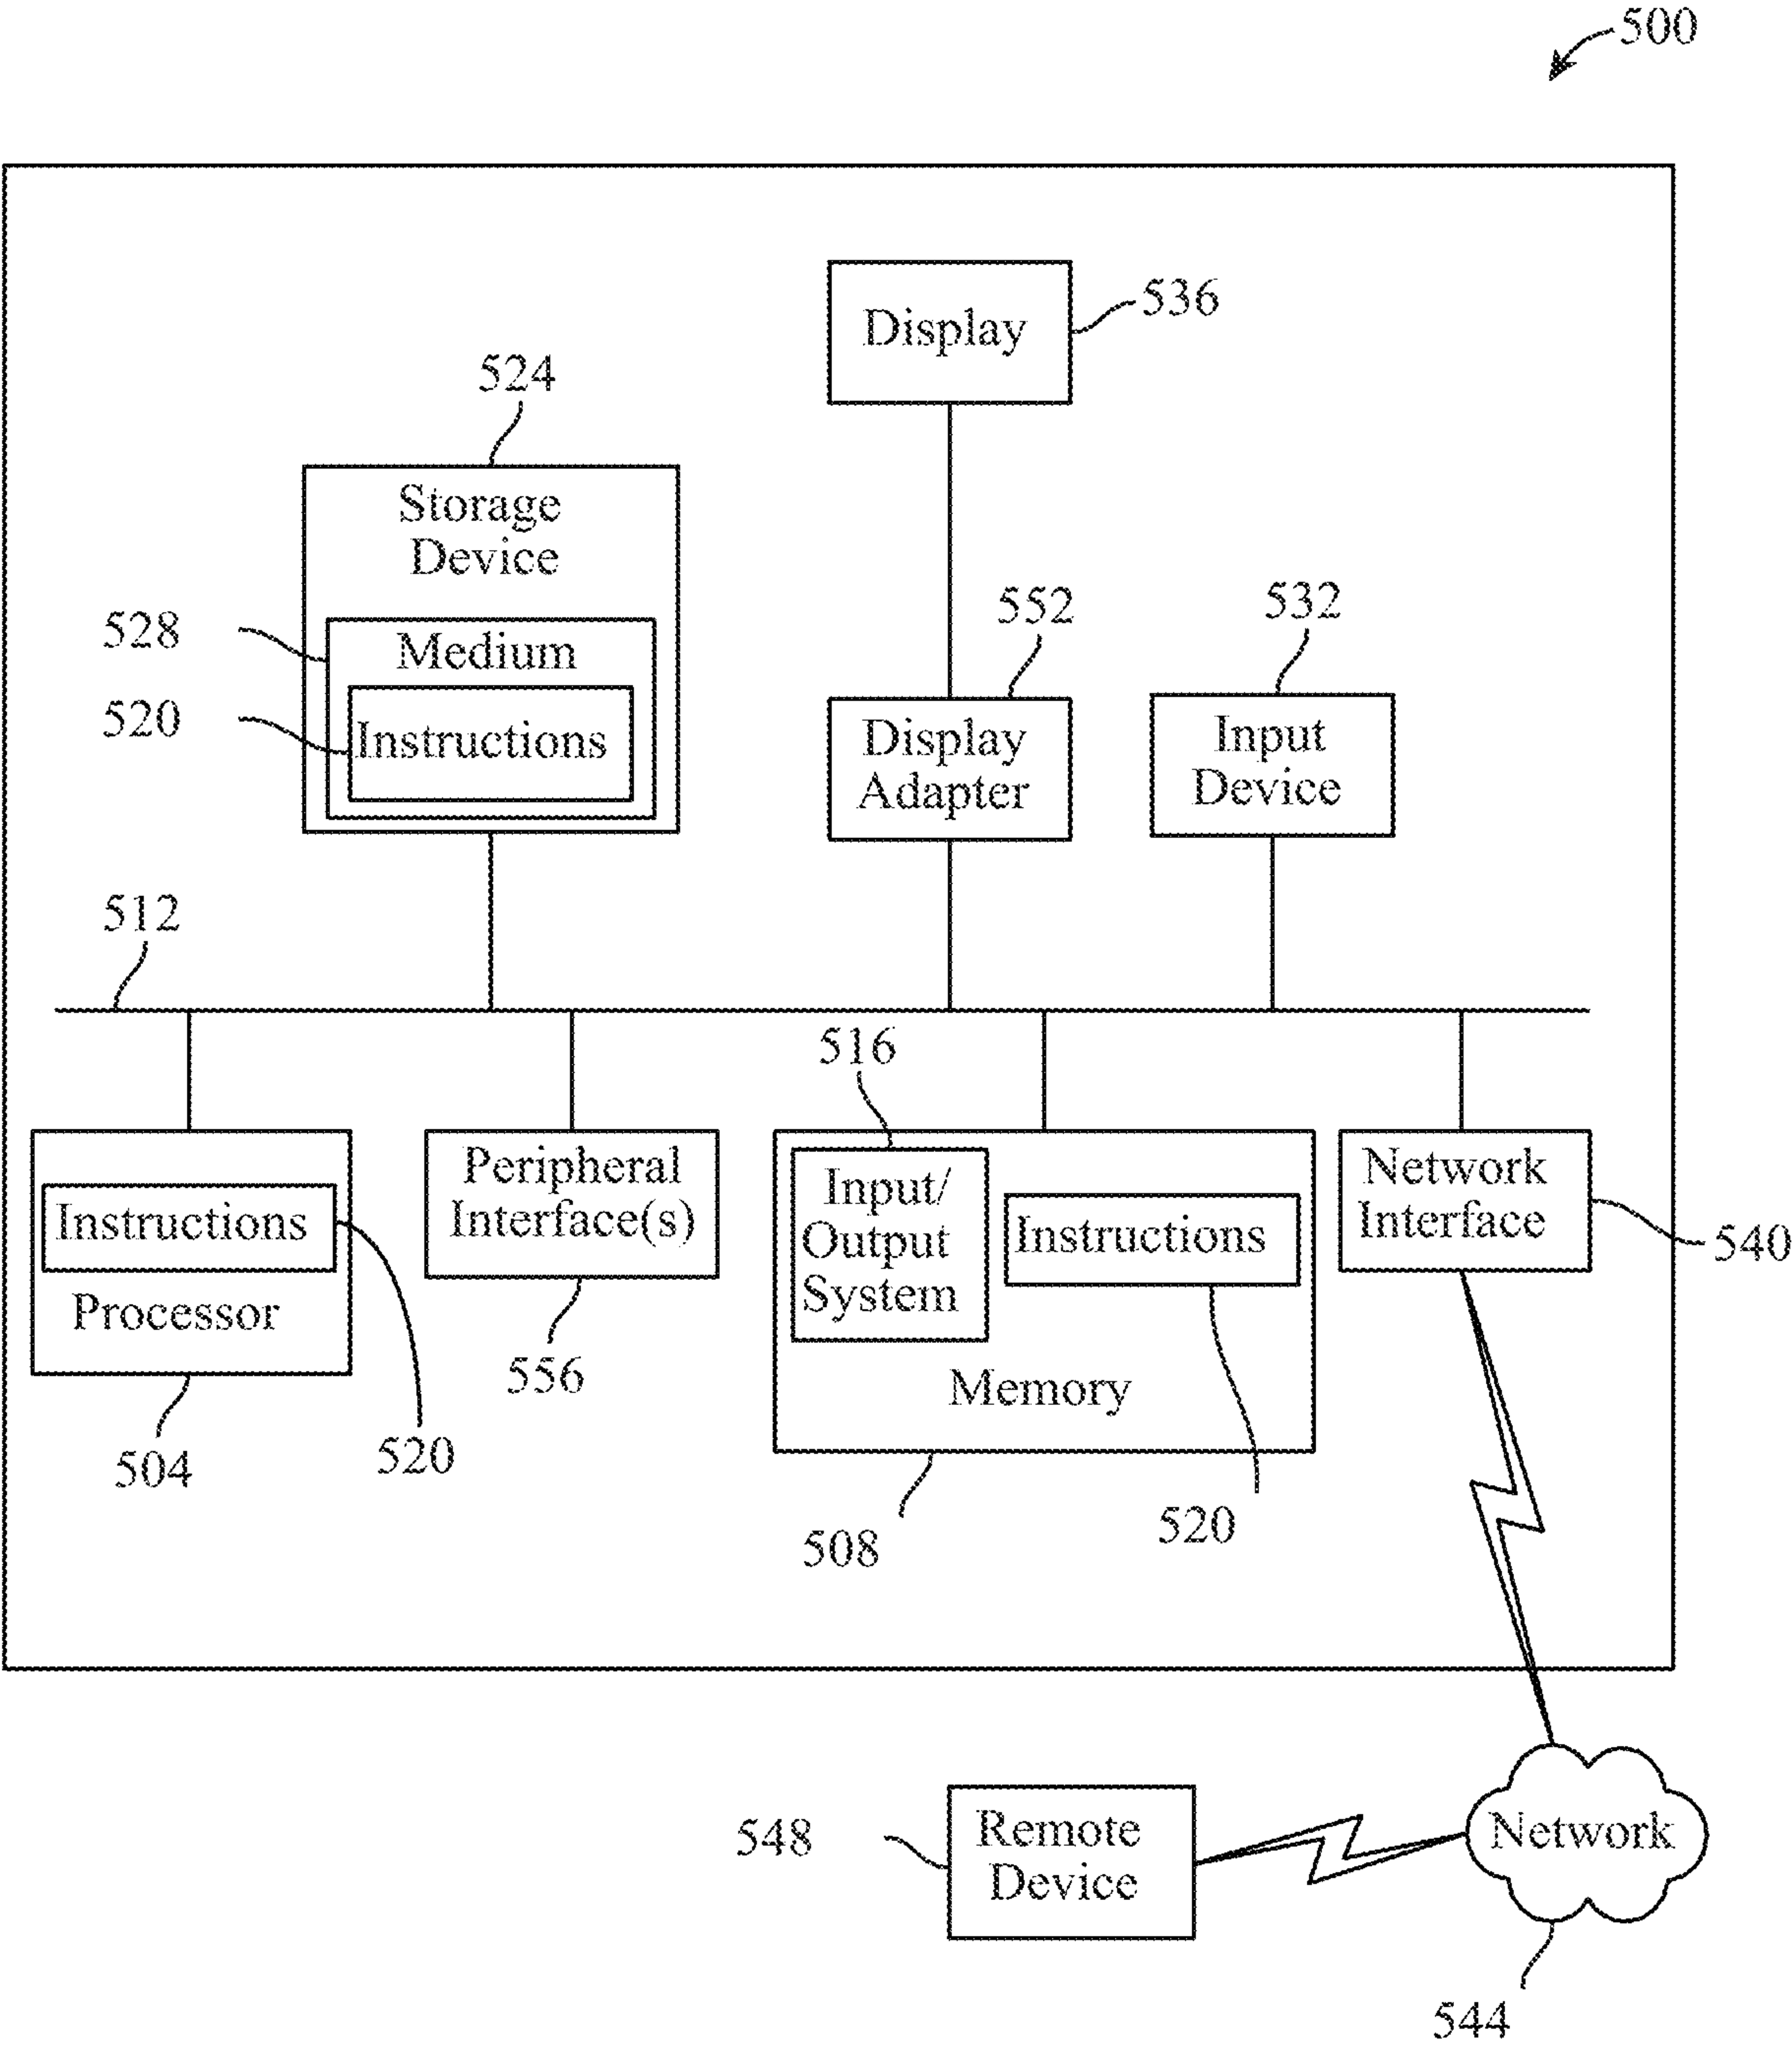 500
Display
536
524
Storage
Device
528
Medium
520
Instructions
552
Display
Adapter
532
Input
Device
512
516
Instructions
Processor
504
520
Peripheral
Interface(s)
556
Input/
Output
System
Instructions
Memory
508
520
Network
Interface
540
548
Remote
Device
Network
544